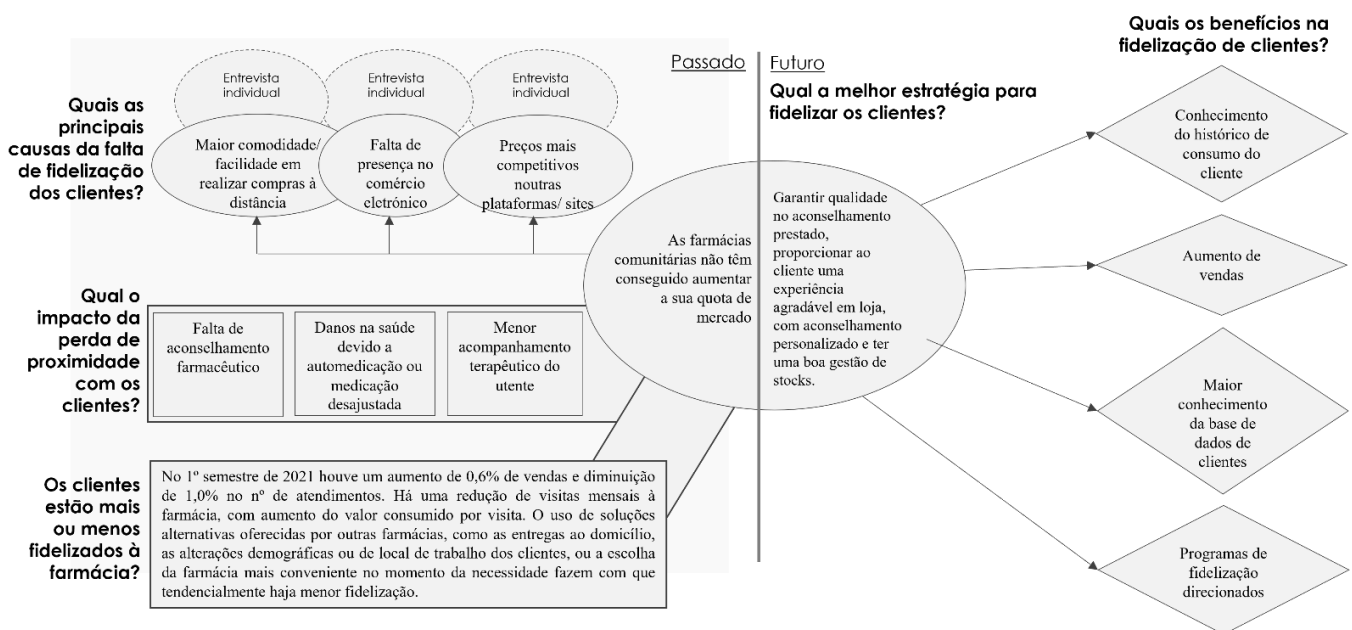 Quais os benefícios na
fidelização de clientes?
Passado
Futuro
Qual a melhor estratégia para
fidelizar os clientes?
Quais as
principais
causas da falta
de fidelização
dos clientes?
Entrevista
individual
Entrevista
individual
Entrevista
individual
Maior comodidade/
facilidade em
realizar compras à
distância
Falta de
presença no
comércio
cletrónico
Preços mais
competitivos
noutras
plataformas/ sites
As farmácias
comunitárias não têm
conseguido aumentar
a sua quota de
mercado
Garantir qualidade
no aconselhamento
prestado,
proporcionar ao
cliente uma
experiência
agradável em loja,
com aconselhamento
personalizado e ter
uma boa gestão de
stocks.
Conhecimento
do histórico de
consumo do
cliente
Aumento de
vendas
Maior
conhecimento
da base de
dados de
clientes
Programas de
fidelização
direcionados
Qual o
impacto da
perda de
proximidade
com os
clientes?
Falta de
aconselhamento
farmacêutico
Danos na saúde
devido a
automedicação ou
medicação
desajustada
Menor
acompanhamento
terapêutico do
utente
Os clientes
estão mais
ou menos
fidelizados à
farmácia?
No 1º semestre de 2021 houve um aumento de 0,6% de vendas e diminuição
de 1,0% no nº de atendimentos. Há uma redução de visitas mensais à
farmácia, com aumento do valor consumido por visita. O uso de soluções
alternativas oferecidas por outras farmácias, como as entregas ao domicílio,
as alterações demográficas ou de local de trabalho dos clientes, ou a escolha
da farmácia mais conveniente no momento da necessidade fazem com que
tendencialmente haja menor fidelização.